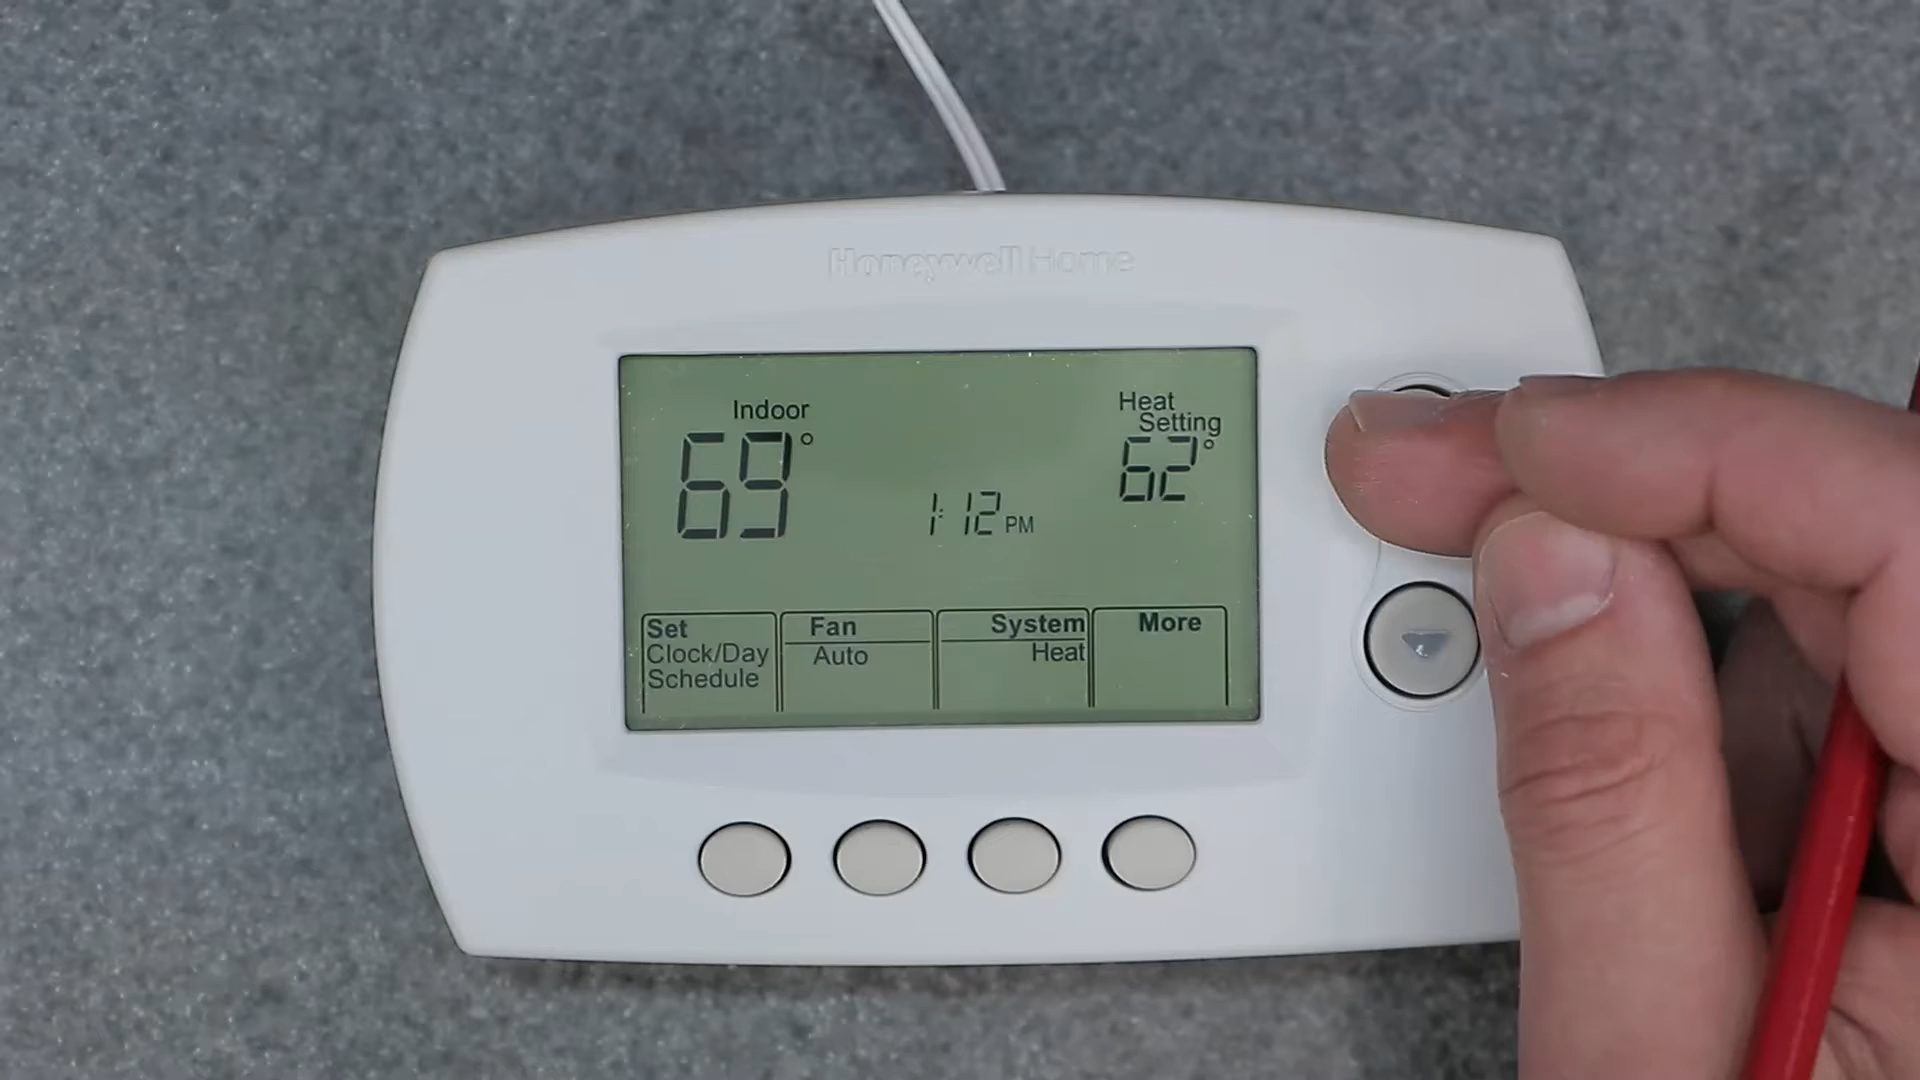 Honeywell Home
Indoor
69°
1:12 PM
Heat
Setting
62°
Set
Clock/Day
Schedule
Fan
Auto
System
Heat
More